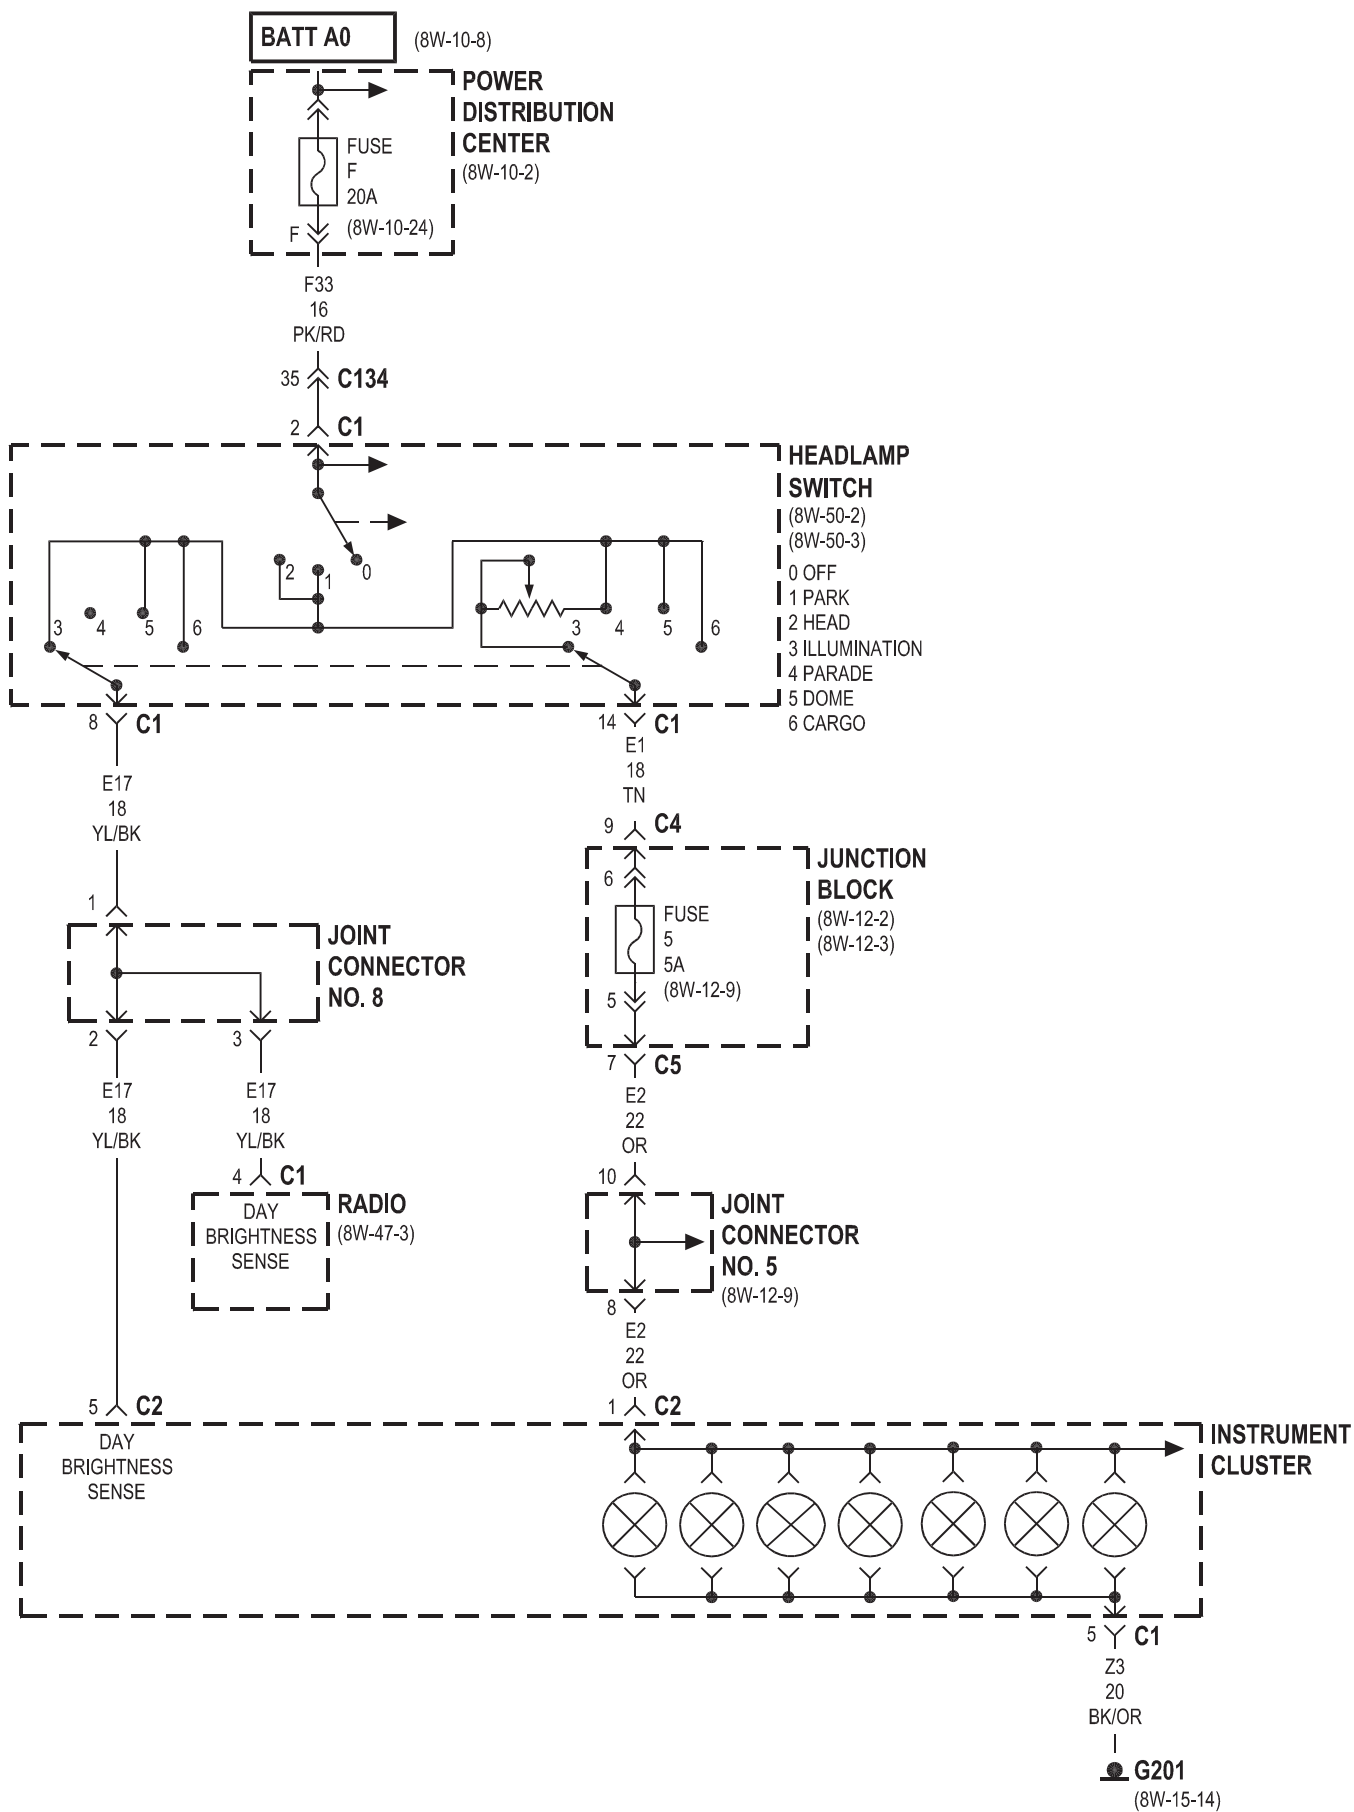 BATT A0
(8W-10-8)
POWER
DISTRIBUTION
CENTER
(8W-10-2)
FUSE
F
20A
(8W-10-24)
F
F33
16
PK/RD
35
C134
2
C1
HEADLAMP
SWITCH
(8W-50-2)
(8W-50-3)
0 OFF
1 PARK
2 HEAD
3 ILLUMINATION
4 PARADE
5 DOME
6 CARGO
2
1
0
3
4
5
6
3
4
5
6
8
C1
14
C1
E17
18
YL/BK
E1
18
TN
9
C4
JUNCTION
BLOCK
(8W-12-2)
(8W-12-3)
6
FUSE
5
5A
(8W-12-9)
5
7
C5
1
JOINT
CONNECTOR
NO. 8
2
3
E17
18
YL/BK
E17
18
YL/BK
4
C1
RADIO
(8W-47-3)
DAY
BRIGHTNESS
SENSE
E2
22
OR
10
JOINT
CONNECTOR
NO. 5
(8W-12-9)
8
E2
22
OR
5
C2
1
C2
INSTRUMENT
CLUSTER
DAY
BRIGHTNESS
SENSE
5
C1
Z3
20
BK/OR
G201
(8W-15-14)